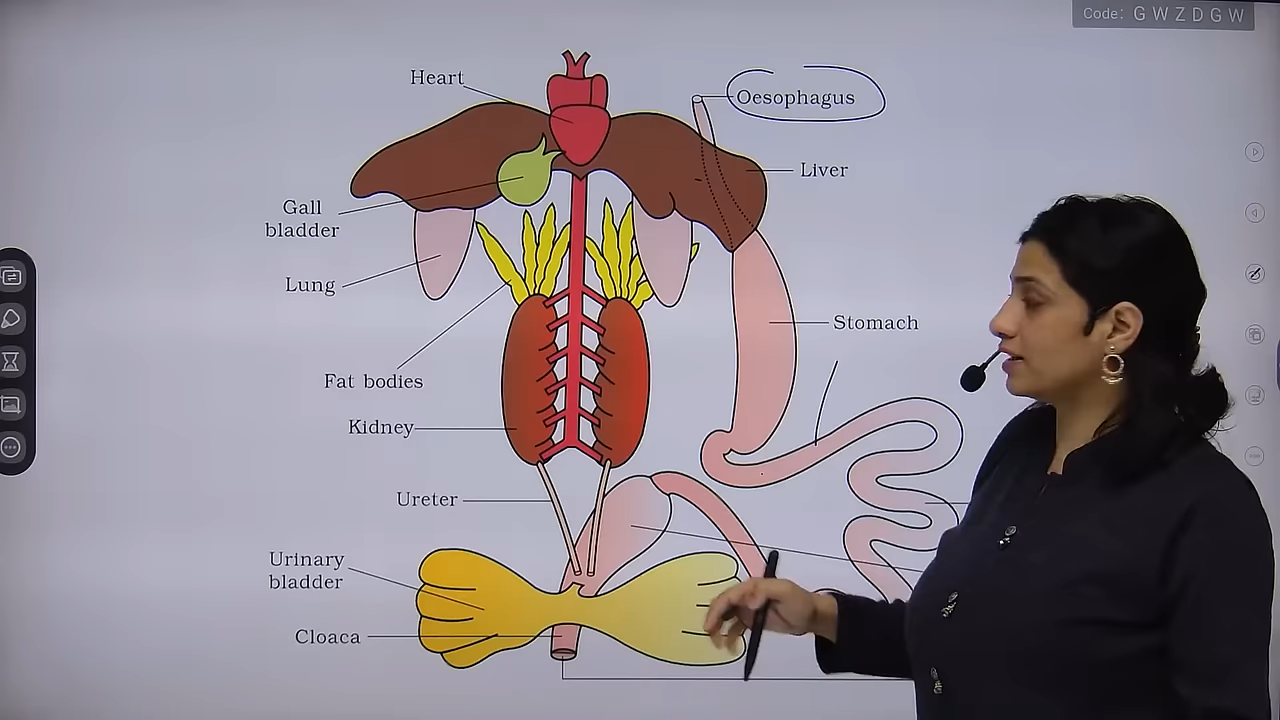 Code: G W Z D G W
Heart
Oesophagus
Liver
Gall
bladder
Lung
Stomach
Fat bodies
Kidney
Ureter
Urinary
bladder
Cloaca